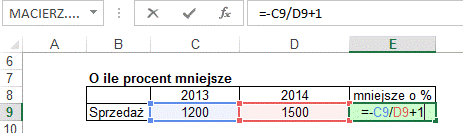 MACIERZ.... =-C9/D9+1
A B C D E
6
7 O ile procent mniejsze
8 2013 2014 mniejsze o %
9 Sprzedaż 1200 1500 =-C9/D9+1
10